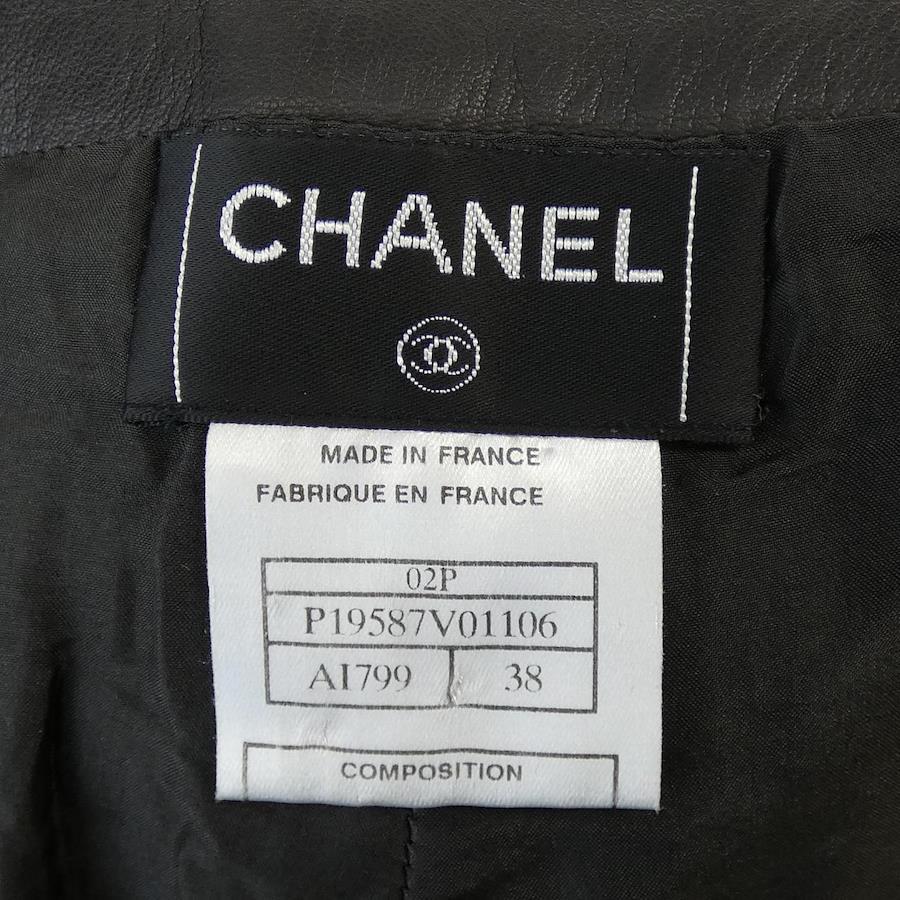 CHANEL
MADE IN FRANCE
FABRIQUE EN FRANCE
02P
P19587V01106
AI799 38
COMPOSITION